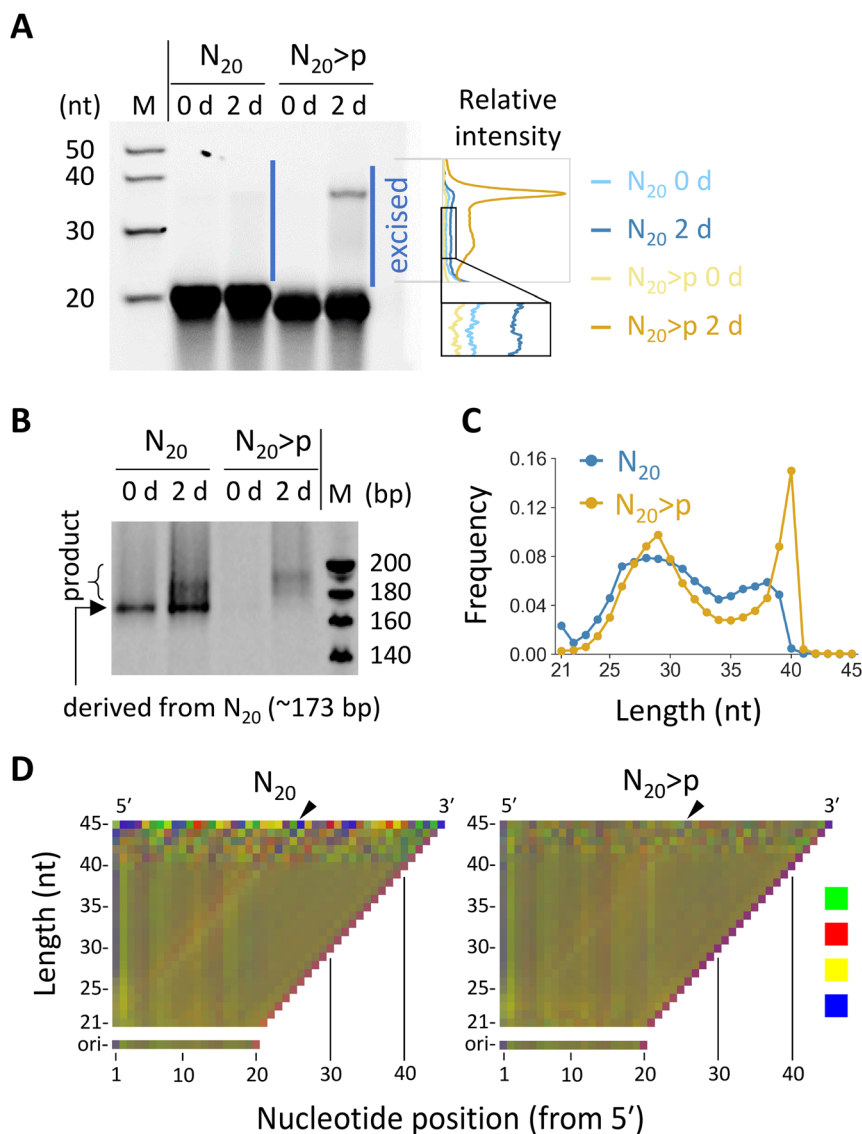 A
N20 N20>p
(nt) M 0 d 2 d 0 d 2 d
50
40
30
20
excised
Relative
intensity
N20 0 d
N20 2 d
N20>p 0 d
N20>p 2 d
B
N20 N20>p
0 d 2 d 0 d 2 d M (bp)
product
200
180
160
140
derived from N20 (~173 bp)
C
N20
N20>p
Frequency
0.16
0.12
0.08
0.04
0.00
21 25 30 35 40 45
Length (nt)
D
N20 N20>p
5′ 3′ 5′ 3′
Length (nt)
45-
40-
35-
30-
25-
21-
ori-
1 10 20 30 40
45-
40-
35-
30-
25-
21-
ori-
1 10 20 30 40
Nucleotide position (from 5′)